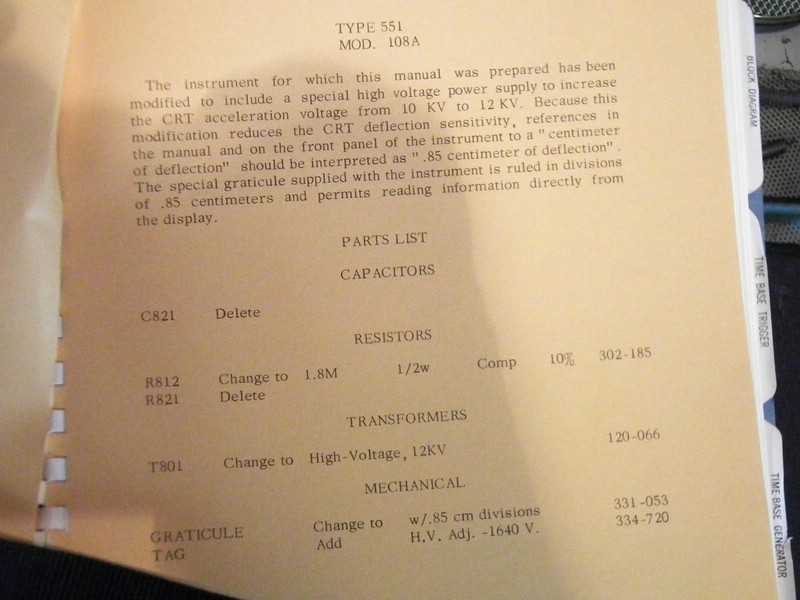 TYPE 551
MOD. 108A
The instrument for which this manual was prepared has been
modified to include a special high voltage power supply to increase
the CRT acceleration voltage from 10 KV to 12 KV. Because this
modification reduces the CRT deflection sensitivity, references in
the manual and on the front panel of the instrument to a "centimeter
of deflection" should be interpreted as ".85 centimeter of deflection".
The special graticule supplied with the instrument is ruled in divisions
of .85 centimeters and permits reading information directly from
the display.
PARTS LIST
CAPACITORS
C821 Delete
RESISTORS
R812 Change to 1.8M 1/2w Comp 10% 302-185
R821 Delete
TRANSFORMERS
T801 Change to High-Voltage, 12KV 120-066
MECHANICAL
GRATICULE Change to w/.85 cm divisions 331-053
TAG Add H.V. Adj. -1640 V. 334-720
BLOCK DIAGRAM
TIME BASE TRIGGER
TIME-BASE GENERATOR